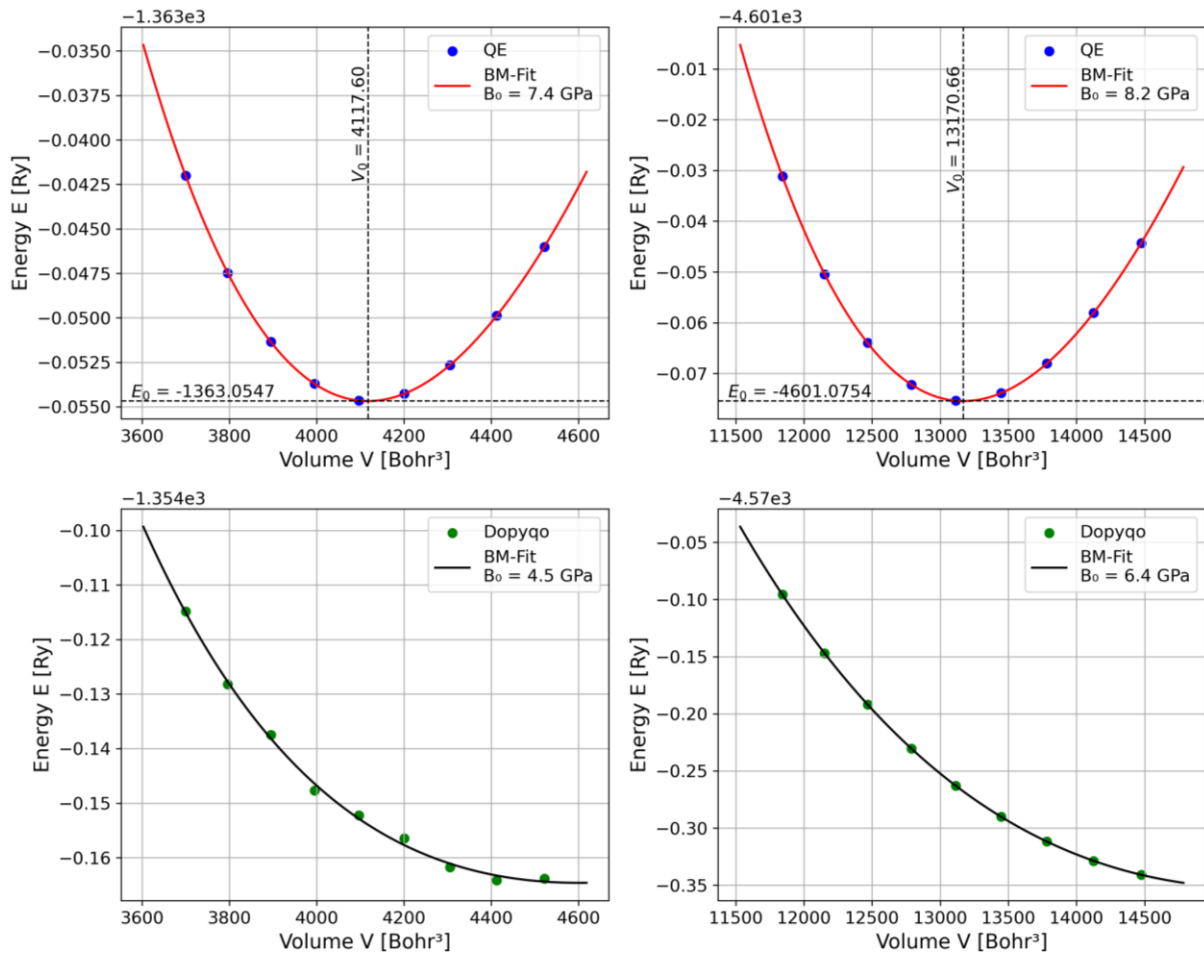 −1.363e3
QE
BM-Fit
B₀ = 7.4 GPa
V₀ = 4117.60
E₀ = -1363.0547
−0.0350
−0.0375
−0.0400
−0.0425
−0.0450
−0.0475
−0.0500
−0.0525
−0.0550
Energy E [Ry]
3600
3800
4000
4200
4400
4600
Volume V [Bohr³]
−4.601e3
QE
BM-Fit
B₀ = 8.2 GPa
V₀ = 13170.66
E₀ = -4601.0754
−0.01
−0.02
−0.03
−0.04
−0.05
−0.06
−0.07
Energy E [Ry]
11500
12000
12500
13000
13500
14000
14500
Volume V [Bohr³]
−1.354e3
Dopyqo
BM-Fit
B₀ = 4.5 GPa
−0.10
−0.11
−0.12
−0.13
−0.14
−0.15
−0.16
Energy E [Ry]
3600
3800
4000
4200
4400
4600
Volume V [Bohr³]
−4.57e3
Dopyqo
BM-Fit
B₀ = 6.4 GPa
−0.05
−0.10
−0.15
−0.20
−0.25
−0.30
−0.35
Energy E [Ry]
11500
12000
12500
13000
13500
14000
14500
Volume V [Bohr³]